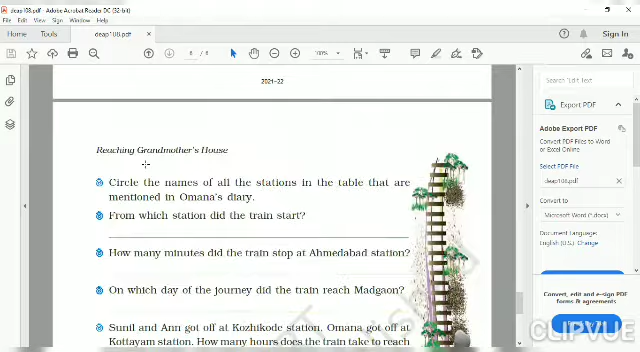 deap108.pdf - Adobe Acrobat Reader DC (32-bit)
File Edit View Sign Window Help
Home Tools deap108.pdf × Sign In
6 / 6 100%
2021–22
Search "Edit Text"
Export PDF
Adobe Export PDF
Convert PDF Files to Word
or Excel Online
Select PDF File
deap108.pdf ×
Convert to
Microsoft Word (*.docx)
Document Language:
English (U.S.) Change
Convert, edit and e-sign PDF
forms & agreements
CLIPVUE
Reaching Grandmother's House
Circle the names of all the stations in the table that are
mentioned in Omana's diary.
From which station did the train start?
How many minutes did the train stop at Ahmedabad station?
On which day of the journey did the train reach Madgaon?
Sunil and Ann got off at Kozhikode station. Omana got off at
Kottayam station. How many hours does the train take to reach